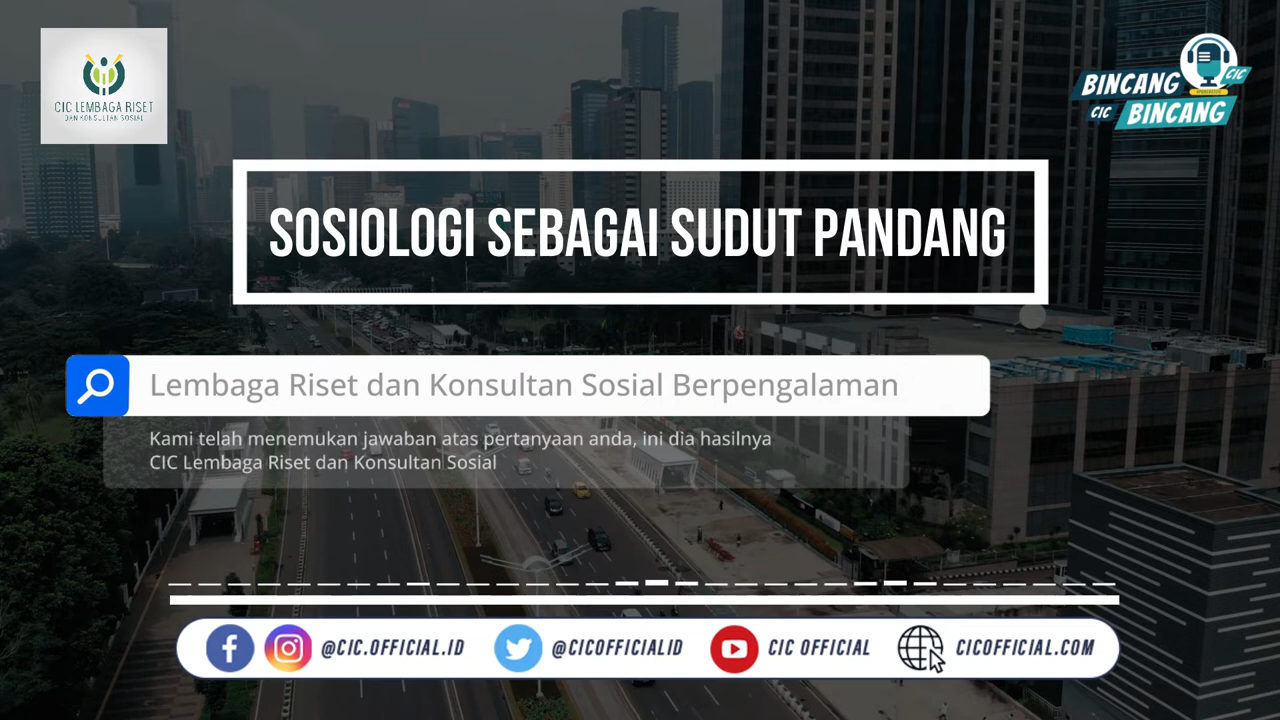 CIC LEMBAGA RISET
DAN KONSULTAN SOSIAL
BINCANG CIC
CIC BINCANG
SOSIOLOGI SEBAGAI SUDUT PANDANG
Lembaga Riset dan Konsultan Sosial Berpengalaman
Kami telah menemukan jawaban atas pertanyaan anda, ini dia hasilnya
CIC Lembaga Riset dan Konsultan Sosial
@CIC.OFFICIAL.ID @CICOFFICIALID CIC OFFICIAL CICOFFICIAL.COM